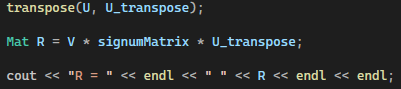 transpose(U, U_transpose);
Mat R = V * signumMatrix * U_transpose;
cout << "R = " << endl << " " << R << endl << endl;